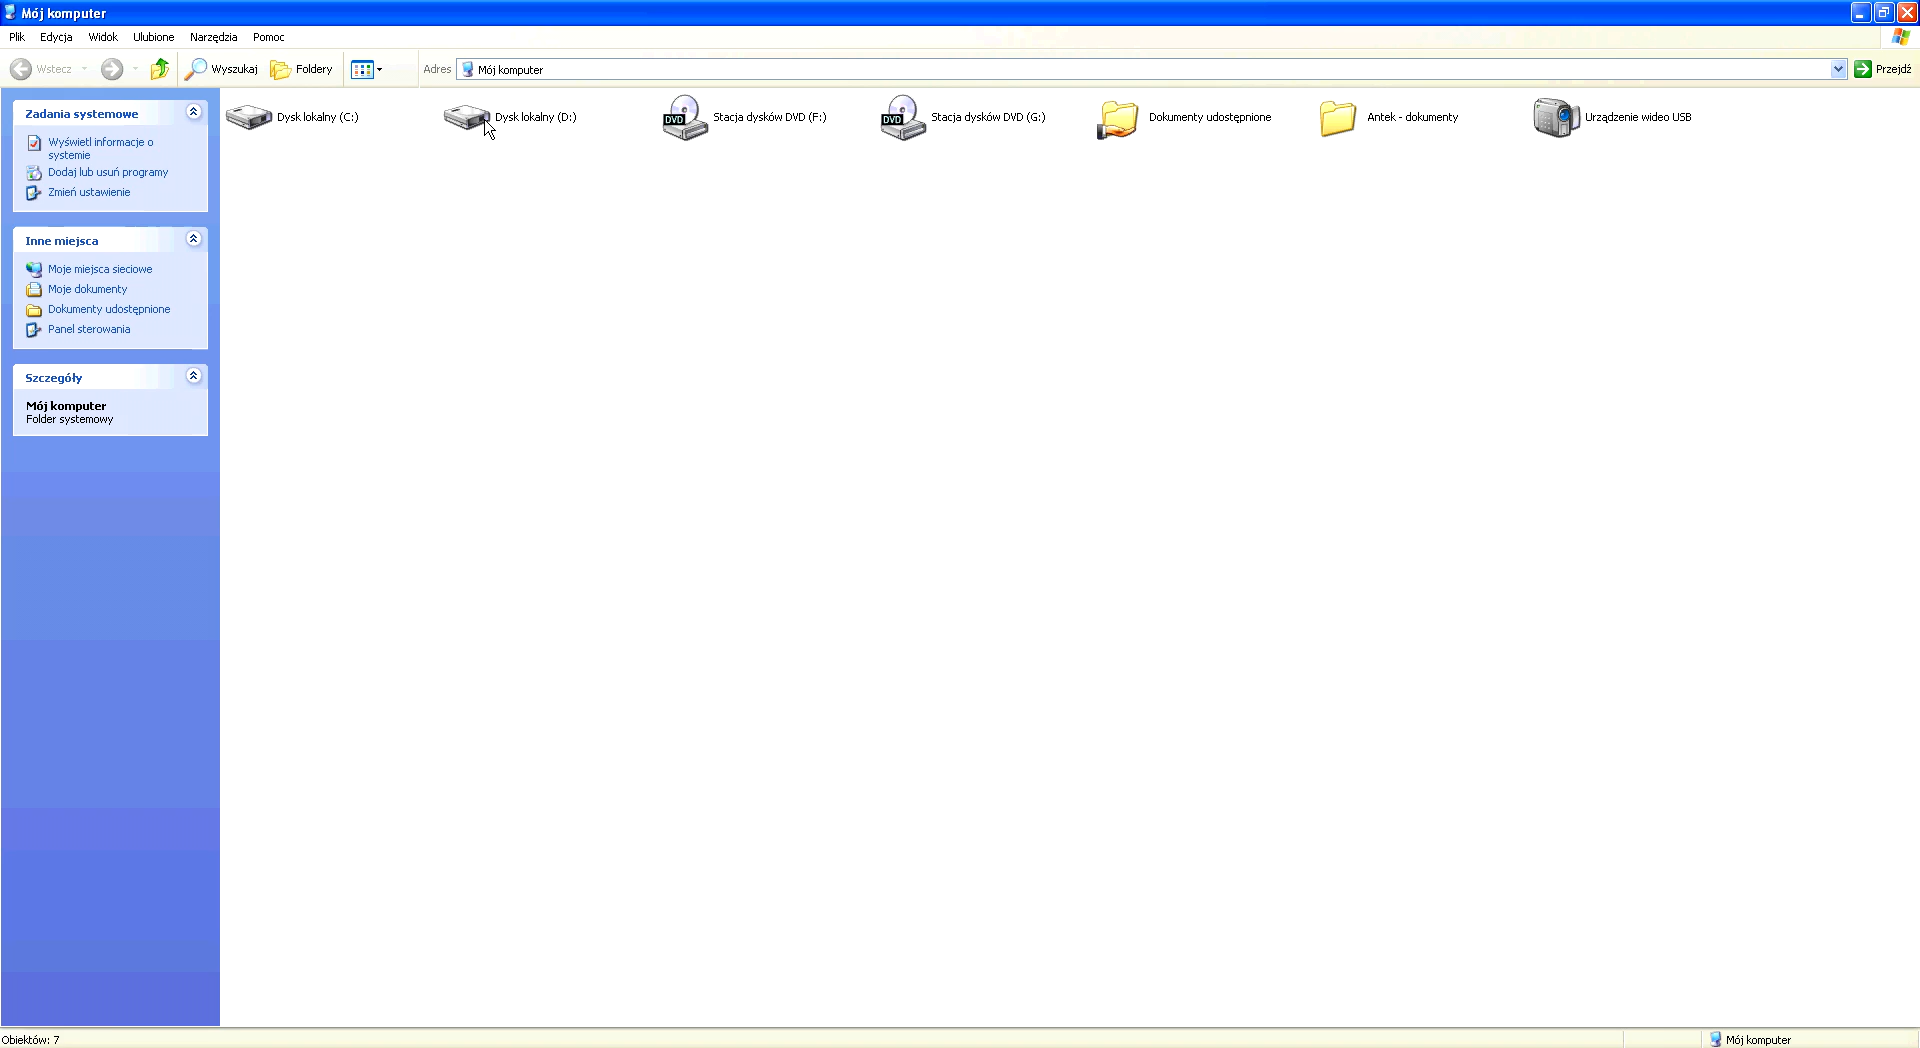 Mój komputer
Plik Edycja Widok Ulubione Narzędzia Pomoc
Wstecz Wyszukaj Foldery Adres Mój komputer Przejdź
Zadania systemowe
Wyświetl informacje o
systemie
Dodaj lub usuń programy
Zmień ustawienie
Inne miejsca
Moje miejsca sieciowe
Moje dokumenty
Dokumenty udostępnione
Panel sterowania
Szczegóły
Mój komputer
Folder systemowy
Dysk lokalny (C:) Dysk lokalny (D:) DVD Stacja dysków DVD (F:) DVD Stacja dysków DVD (G:) Dokumenty udostępnione Antek - dokumenty Urządzenie wideo USB
Obiektów: 7 Mój komputer